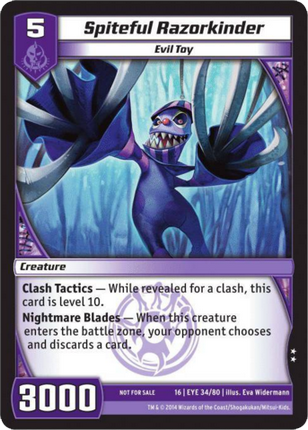 5
Spiteful Razorkinder
Evil Toy
Creature
Clash Tactics — While revealed for a clash, this
card is level 10.
Nightmare Blades — When this creature
enters the battle zone, your opponent chooses
and discards a card.
3000
NOT FOR SALE
16 | EYE 34/80 | illus. Eva Widermann
TM & © 2014 Wizards of the Coast/Shogakukan/Mitsui-Kids.